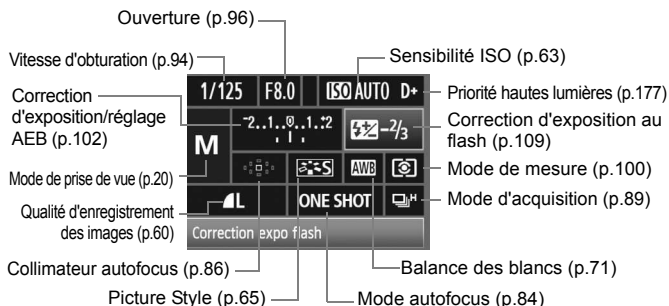 Ouverture (p.96)
Vitesse d'obturation (p.94)
Sensibilité ISO (p.63)
1/125 F8.0 ISO AUTO D+
Priorité hautes lumières (p.177)
Correction
d'exposition/réglage
AEB (p.102)
-2..1..0..1..:2
-2/3
Correction d'exposition au
flash (p.109)
M
Mode de prise de vue (p.20)
S AWB
Mode de mesure (p.100)
Qualité d'enregistrement
des images (p.60)
L ONE SHOT H
Mode d'acquisition (p.89)
Correction expo flash
Collimateur autofocus (p.86)
Balance des blancs (p.71)
Picture Style (p.65)
Mode autofocus (p.84)